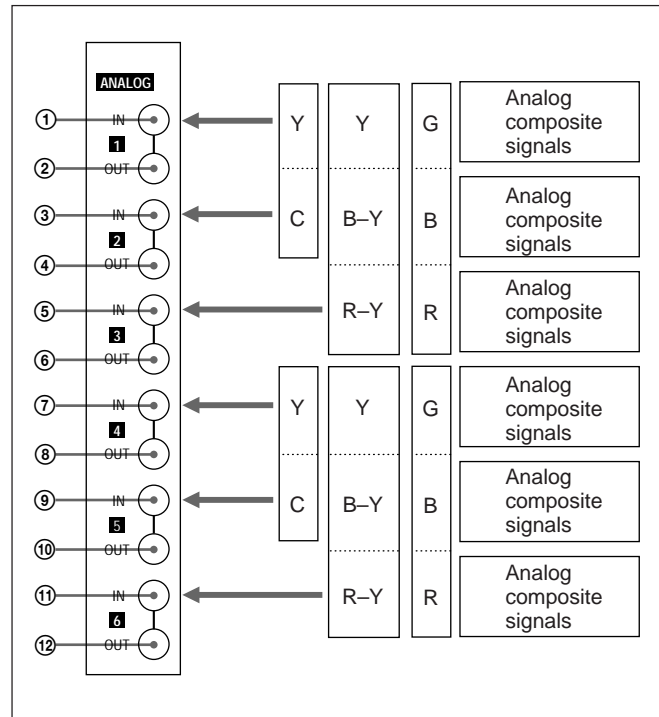 ANALOG
① IN Y Y G Analog composite signals
1
② OUT
③ IN C B–Y B Analog composite signals
2
④ OUT
⑤ IN R–Y R Analog composite signals
3
⑥ OUT
⑦ IN Y Y G Analog composite signals
4
⑧ OUT
⑨ IN C B–Y B Analog composite signals
5
⑩ OUT
⑪ IN R–Y R Analog composite signals
6
⑫ OUT